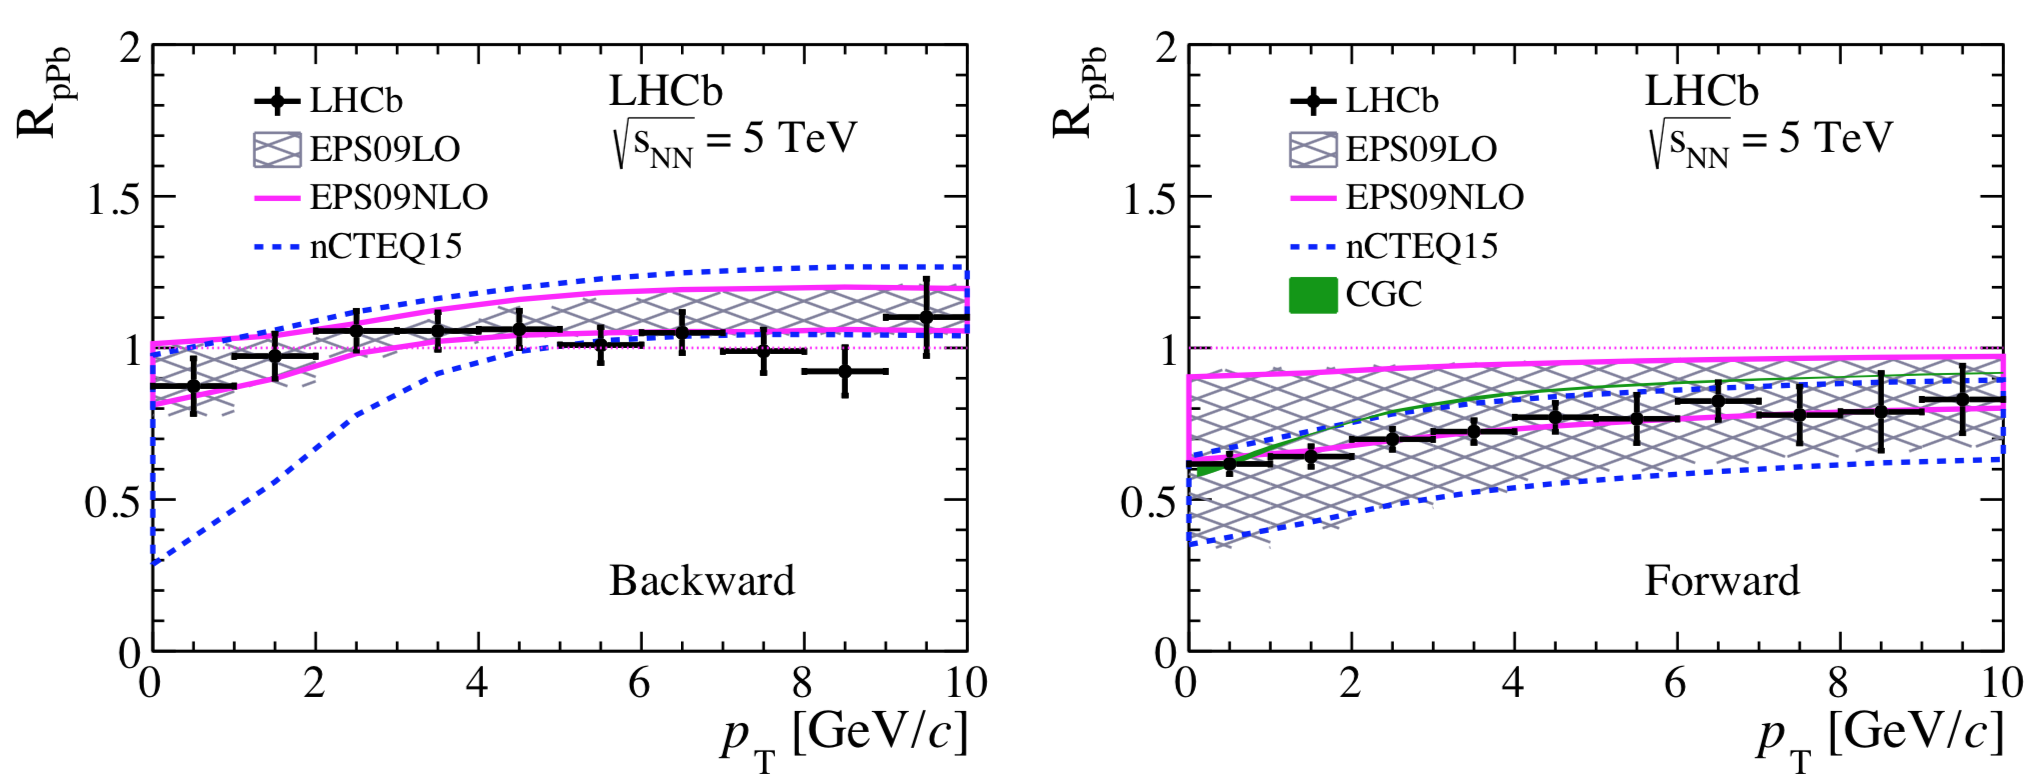 R_pPb
2
1.5
1
0.5
0
LHCb
EPS09LO
EPS09NLO
nCTEQ15
LHCb
√s_NN = 5 TeV
Backward
0 2 4 6 8 10
p_T [GeV/c]
R_pPb
2
1.5
1
0.5
0
LHCb
EPS09LO
EPS09NLO
nCTEQ15
CGC
LHCb
√s_NN = 5 TeV
Forward
0 2 4 6 8 10
p_T [GeV/c]